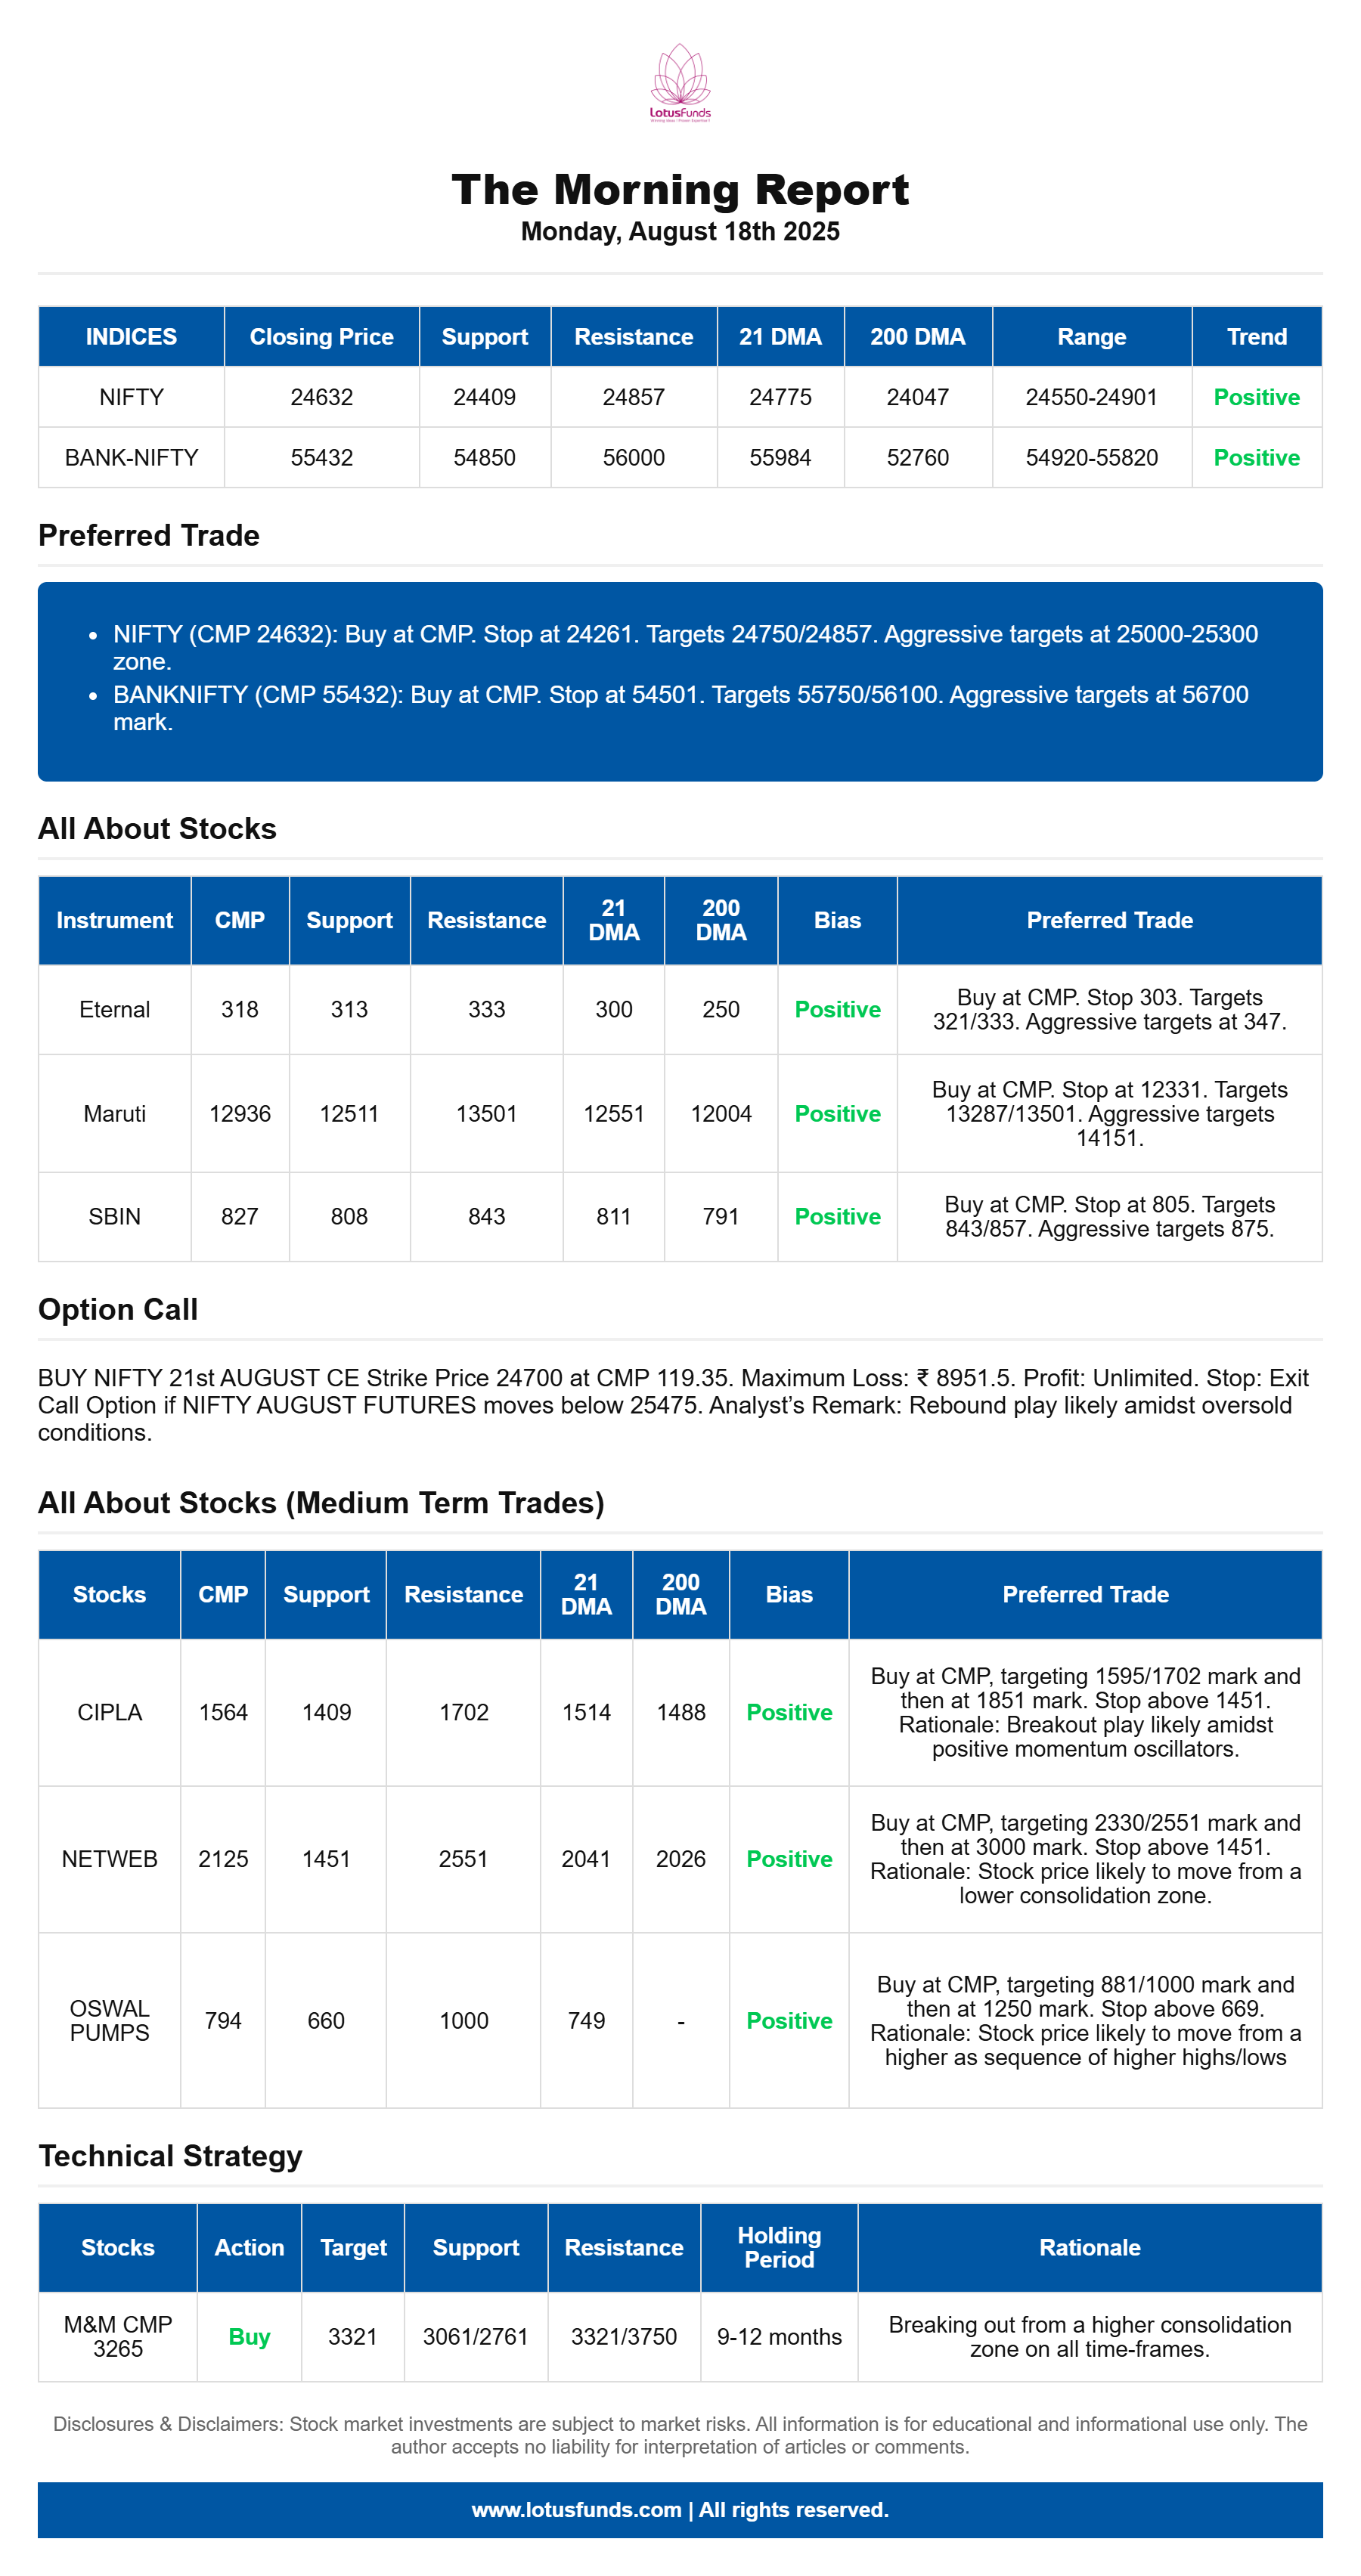 LotusFunds
The Morning Report
Monday, August 18th 2025
INDICES Closing Price Support Resistance 21 DMA 200 DMA Range Trend
NIFTY 24632 24409 24857 24775 24047 24550-24901 Positive
BANK-NIFTY 55432 54850 56000 55984 52760 54920-55820 Positive
Preferred Trade
• NIFTY (CMP 24632): Buy at CMP. Stop at 24261. Targets 24750/24857. Aggressive targets at 25000-25300
zone.
• BANKNIFTY (CMP 55432): Buy at CMP. Stop at 54501. Targets 55750/56100. Aggressive targets at 56700
mark.
All About Stocks
Instrument CMP Support Resistance 21
DMA 200
DMA Bias Preferred Trade
Eternal 318 313 333 300 250 Positive Buy at CMP. Stop 303. Targets
321/333. Aggressive targets at 347.
Maruti 12936 12511 13501 12551 12004 Positive Buy at CMP. Stop at 12331. Targets
13287/13501. Aggressive targets
14151.
SBIN 827 808 843 811 791 Positive Buy at CMP. Stop at 805. Targets
843/857. Aggressive targets 875.
Option Call
BUY NIFTY 21st AUGUST CE Strike Price 24700 at CMP 119.35. Maximum Loss: ₹ 8951.5. Profit: Unlimited. Stop: Exit
Call Option if NIFTY AUGUST FUTURES moves below 25475. Analyst’s Remark: Rebound play likely amidst oversold
conditions.
All About Stocks (Medium Term Trades)
Stocks CMP Support Resistance 21
DMA 200
DMA Bias Preferred Trade
CIPLA 1564 1409 1702 1514 1488 Positive Buy at CMP, targeting 1595/1702 mark and
then at 1851 mark. Stop above 1451.
Rationale: Breakout play likely amidst
positive momentum oscillators.
NETWEB 2125 1451 2551 2041 2026 Positive Buy at CMP, targeting 2330/2551 mark and
then at 3000 mark. Stop above 1451.
Rationale: Stock price likely to move from a
lower consolidation zone.
OSWAL
PUMPS 794 660 1000 749 - Positive Buy at CMP, targeting 881/1000 mark and
then at 1250 mark. Stop above 669.
Rationale: Stock price likely to move from a
higher as sequence of higher highs/lows
Technical Strategy
Stocks Action Target Support Resistance Holding
Period Rationale
M&M CMP
3265 Buy 3321 3061/2761 3321/3750 9-12 months Breaking out from a higher consolidation
zone on all time-frames.
Disclosures & Disclaimers: Stock market investments are subject to market risks. All information is for educational and informational use only. The
author accepts no liability for interpretation of articles or comments.
www.lotusfunds.com | All rights reserved.